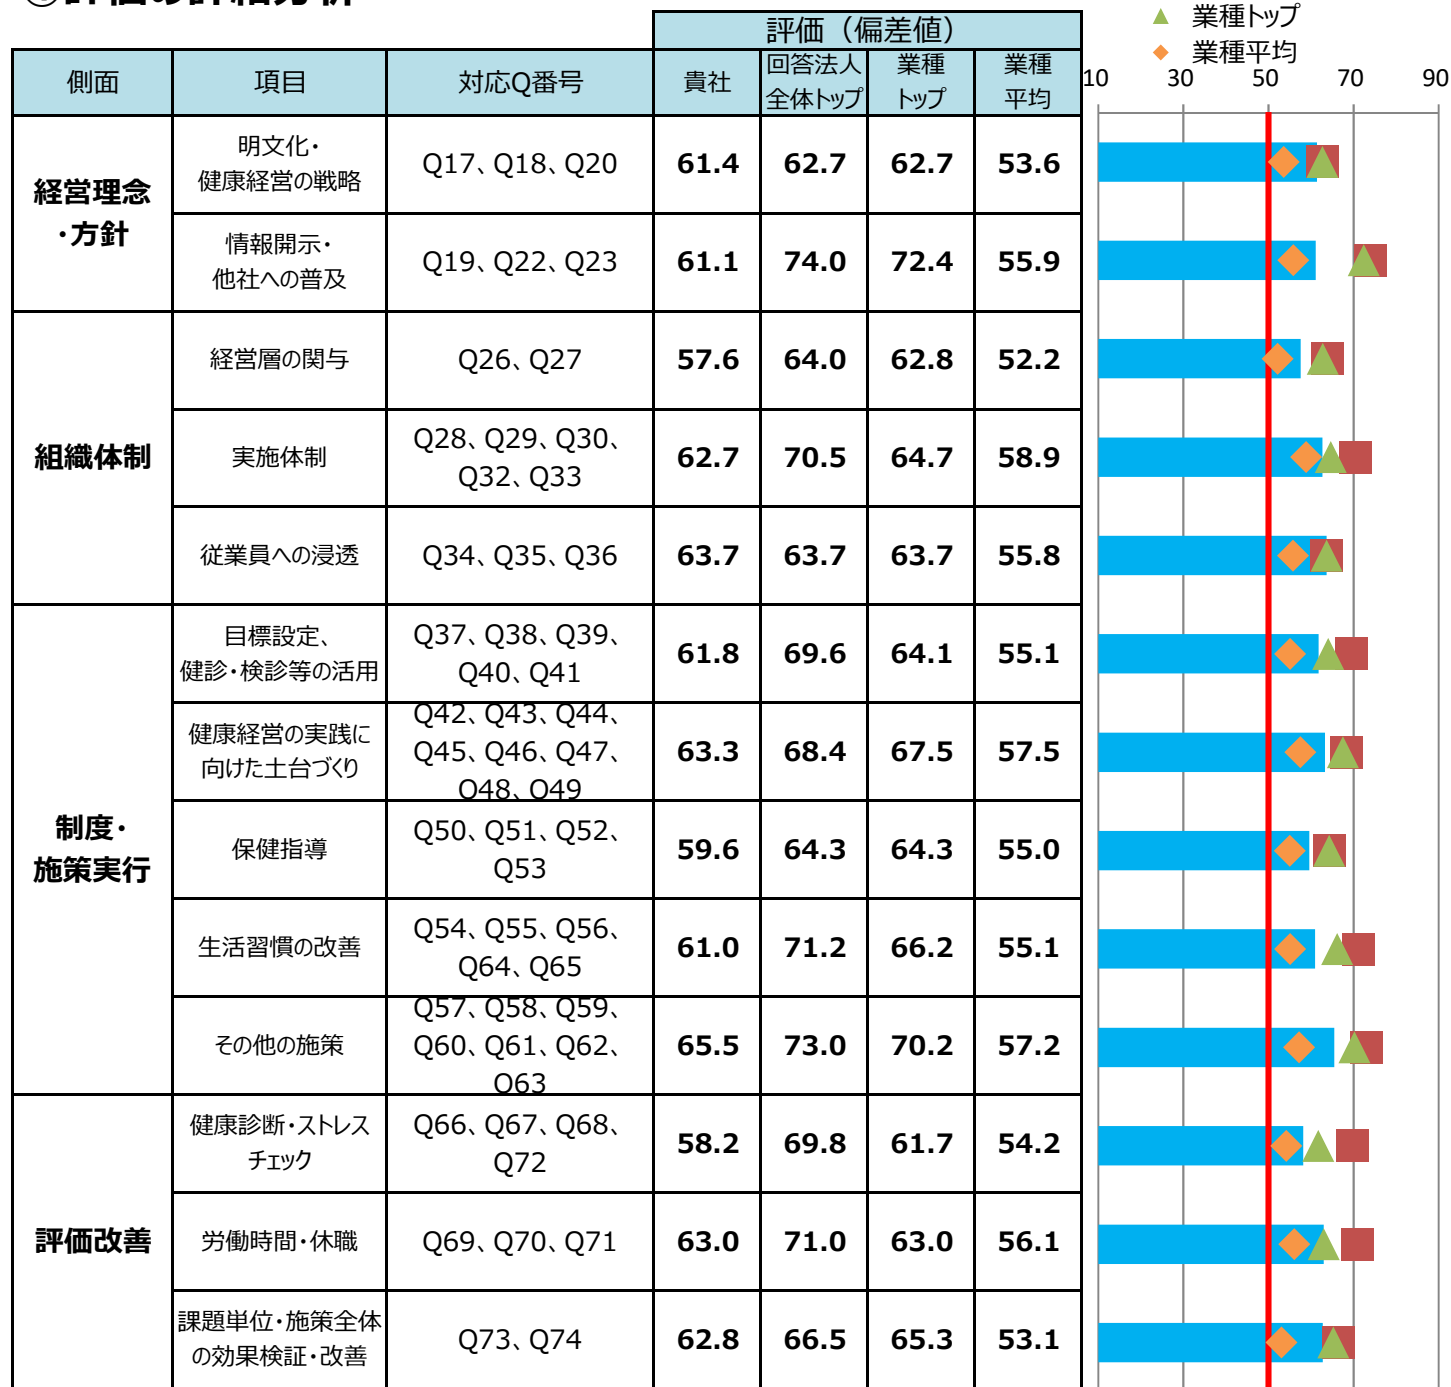 ③評価の詳細分析
▲ 業種トップ
◆ 業種平均
評価（偏差値）
側面 項目 対応Q番号 貴社 回答法人 業種 業種
全体トップ トップ 平均
10 30 50 70 90
経営理念
・方針
明文化・
健康経営の戦略
Q17、Q18、Q20 61.4 62.7 62.7 53.6
情報開示・
他社への普及
Q19、Q22、Q23 61.1 74.0 72.4 55.9
組織体制
経営層の関与 Q26、Q27 57.6 64.0 62.8 52.2
実施体制
Q28、Q29、Q30、
Q32、Q33
62.7 70.5 64.7 58.9
従業員への浸透 Q34、Q35、Q36 63.7 63.7 63.7 55.8
制度・
施策実行
目標設定、
健診・検診等の活用
Q37、Q38、Q39、
Q40、Q41
61.8 69.6 64.1 55.1
健康経営の実践に
向けた土台づくり
Q42、Q43、Q44、
Q45、Q46、Q47、
Q48、Q49
63.3 68.4 67.5 57.5
保健指導
Q50、Q51、Q52、
Q53
59.6 64.3 64.3 55.0
生活習慣の改善
Q54、Q55、Q56、
Q64、Q65
61.0 71.2 66.2 55.1
その他の施策
Q57、Q58、Q59、
Q60、Q61、Q62、
Q63
65.5 73.0 70.2 57.2
評価改善
健康診断・ストレス
チェック
Q66、Q67、Q68、
Q72
58.2 69.8 61.7 54.2
労働時間・休職 Q69、Q70、Q71 63.0 71.0 63.0 56.1
課題単位・施策全体
の効果検証・改善
Q73、Q74 62.8 66.5 65.3 53.1